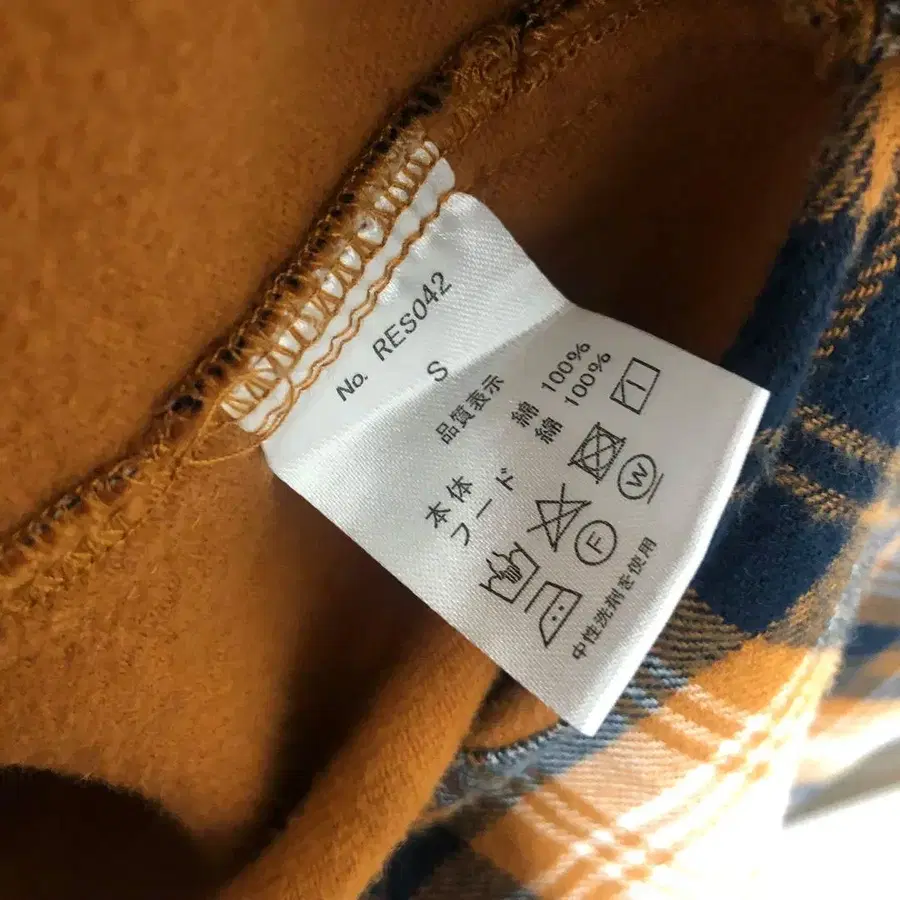 No. RES042
S
品質表示
本体 綿 100%
フード 綿 100%
F
W
中性洗剤を使用